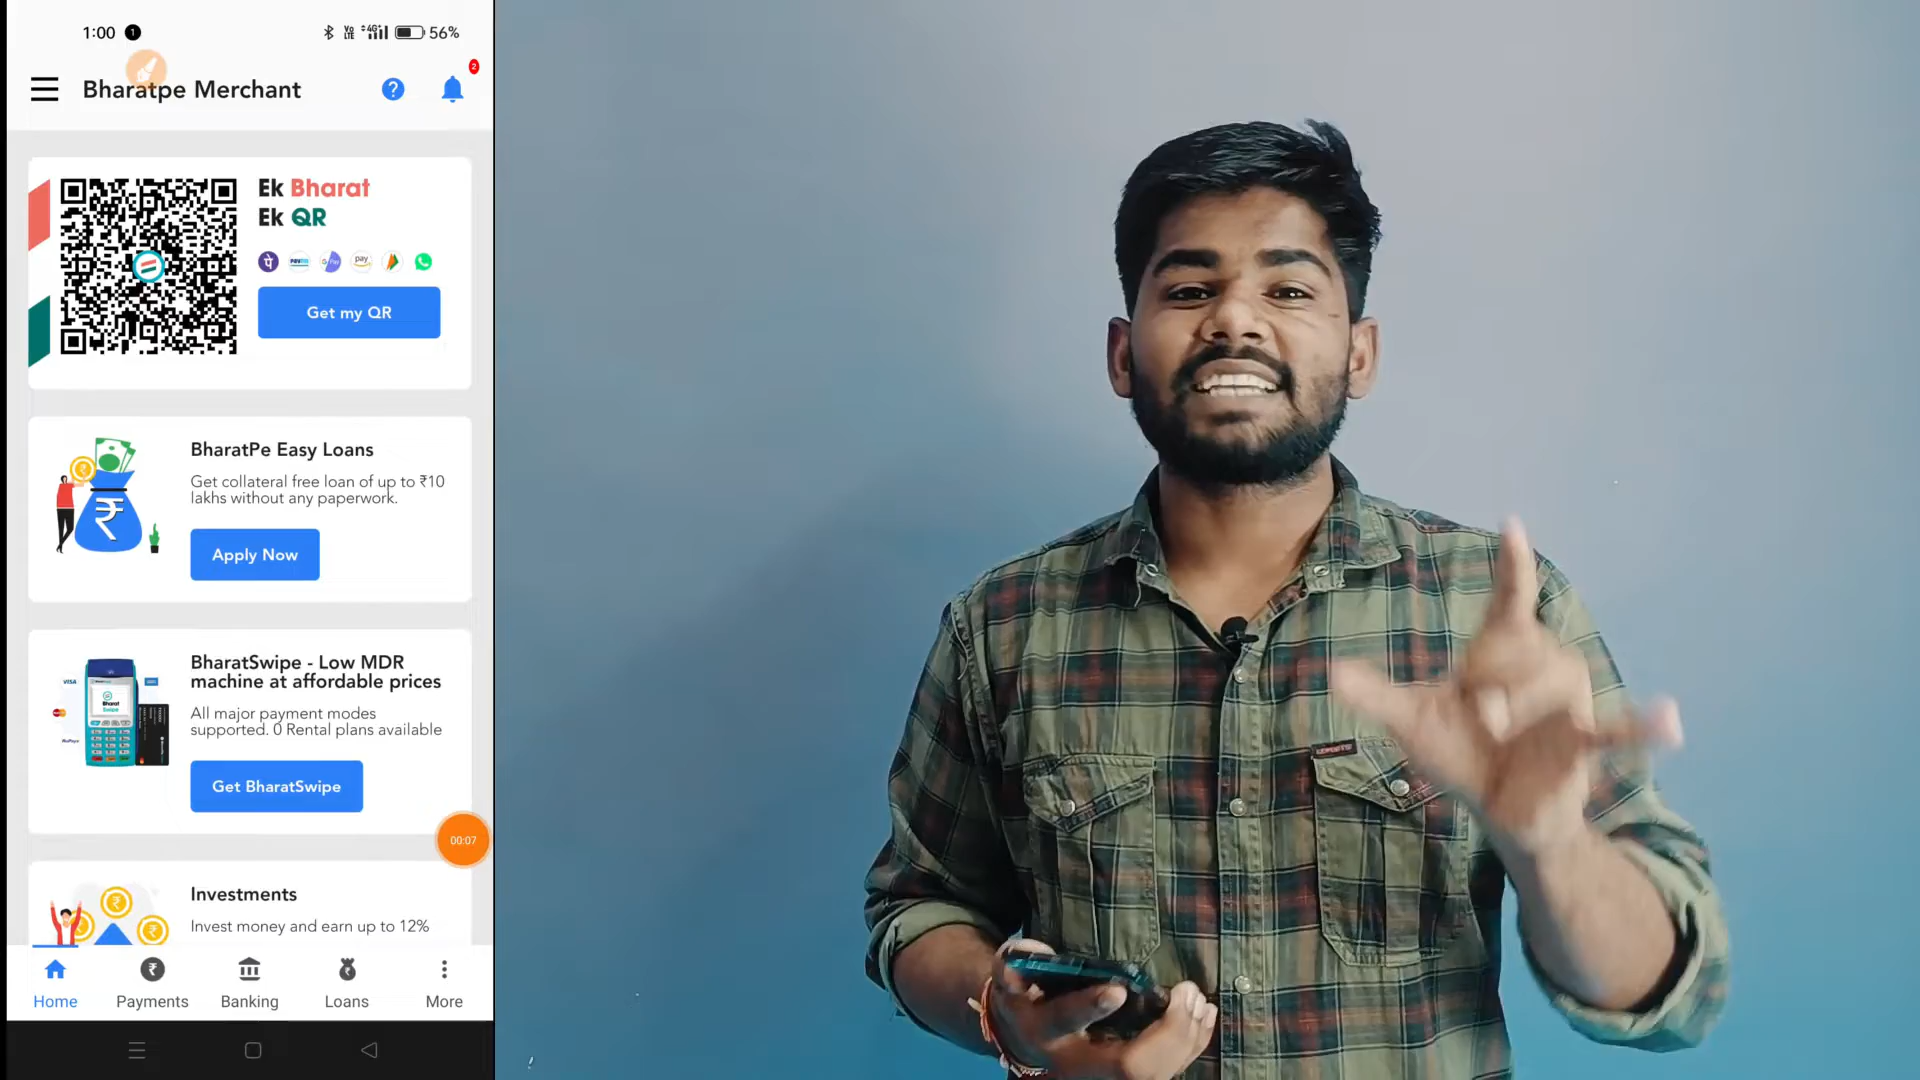 1:00 1 56%
Bharatpe Merchant
? 2
Ek Bharat
Ek QR
Get my QR
BharatPe Easy Loans
Get collateral free loan of up to ₹10
lakhs without any paperwork.
Apply Now
BharatSwipe - Low MDR
machine at affordable prices
All major payment modes
supported. 0 Rental plans available
VISA
Get BharatSwipe
00:07
Investments
Invest money and earn up to 12%
Home
Payments
Banking
Loans
More